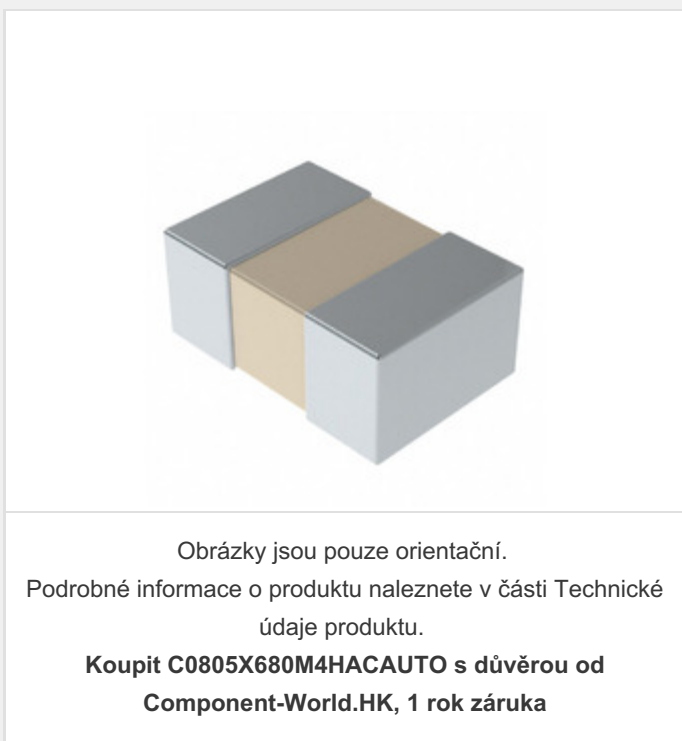 Obrázky jsou pouze orientační.
Podrobné informace o produktu naleznete v části Technické
údaje produktu.
Koupit C0805X680M4HACAUTO s důvěrou od
Component-World.HK, 1 rok záruka